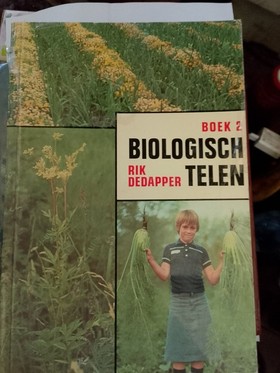 BOEK 2
BIOLOGISCH
RIK
DEDAPPER
TELEN